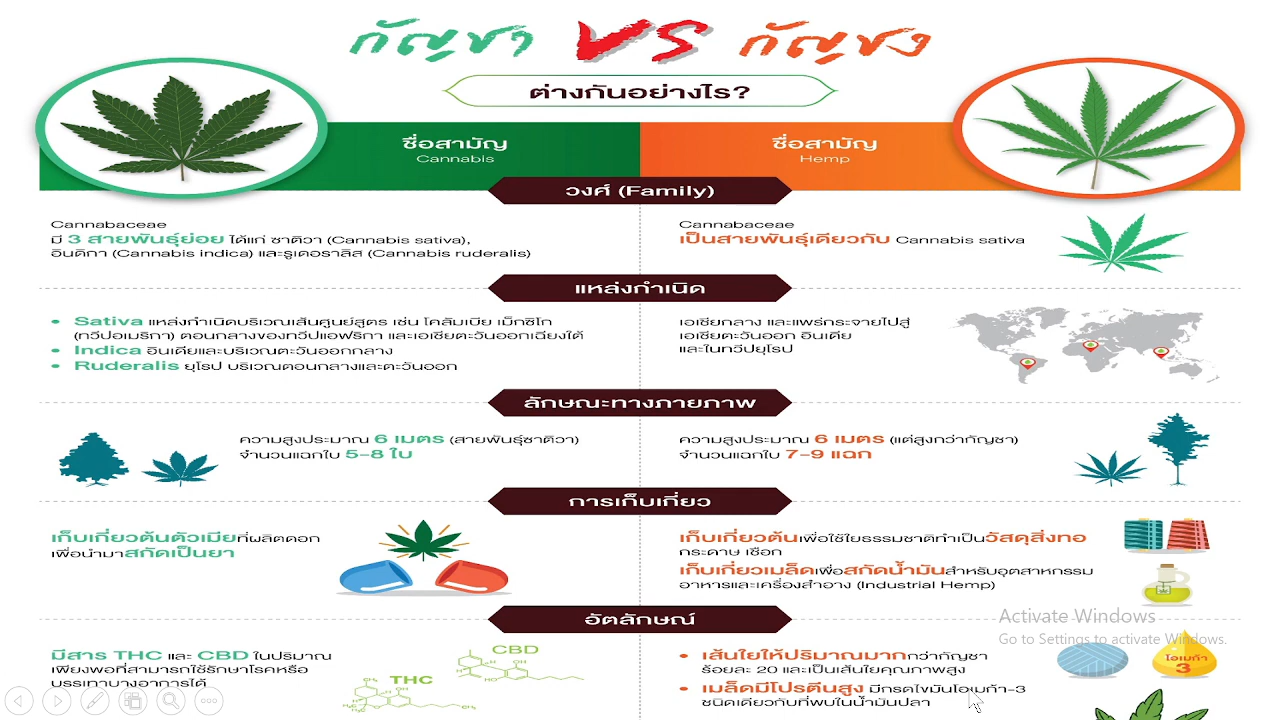 กัญชา VS กัญชง
ต่างกันอย่างไร?
ชื่อสามัญ
Cannabis
ชื่อสามัญ
Hemp
วงศ์ (Family)
Cannabaceae
มี 3 สายพันธุ์ย่อย ได้แก่ ซาติวา (Cannabis sativa),
อินดิกา (Cannabis indica) และรูเดอราลิส (Cannabis ruderalis)
Cannabaceae
เป็นสายพันธุ์เดียวกับ Cannabis sativa
แหล่งกำเนิด
• Sativa แหล่งกำเนิดบริเวณเส้นศูนย์สูตร เช่น โคลัมเบีย เม็กซิโก
(ทวีปอเมริกา) ตอนกลางของทวีปแอฟริกา และเอเชียตะวันออกเฉียงใต้
• Indica อินเดียและบริเวณตะวันออกกลาง
• Ruderalis ยุโรป บริเวณตอนกลางและตะวันออก
เอเชียกลาง และแพร่กระจายไปสู่
เอเชียตะวันออก อินเดีย
และในทวีปยุโรป
ลักษณะทางกายภาพ
ความสูงประมาณ 6 เมตร (สายพันธุ์ซาติวา)
จำนวนแฉกใบ 5-8 ใบ
ความสูงประมาณ 6 เมตร (แต่สูงกว่ากัญชา)
จำนวนแฉกใบ 7-9 แฉก
การเก็บเกี่ยว
เก็บเกี่ยวต้นตัวเมียที่ผลิตดอก
เพื่อนำมาสกัดเป็นยา
เก็บเกี่ยวต้นเพื่อใช้ใยธรรมชาติทำเป็นวัสดุสิ่งทอ
กระดาษ เชือก
เก็บเกี่ยวเมล็ดเพื่อสกัดน้ำมันสำหรับอุตสาหกรรม
อาหารและเครื่องสำอาง (Industrial Hemp)
อัตลักษณ์
มีสาร THC และ CBD ในปริมาณ
เพียงพอที่สามารถใช้รักษาโรคหรือ
บรรเทาบางอาการได้
CBD
THC
• เส้นใยให้ปริมาณมากกว่ากัญชา
ร้อยละ 20 และเป็นเส้นใยคุณภาพสูง
• เมล็ดมีโปรตีนสูง มีกรดไขมันโอเมก้า-3
ชนิดเดียวกับที่พบในน้ำมันปลา
โอเมก้า
3
Activate Windows
Go to Settings to activate Windows.